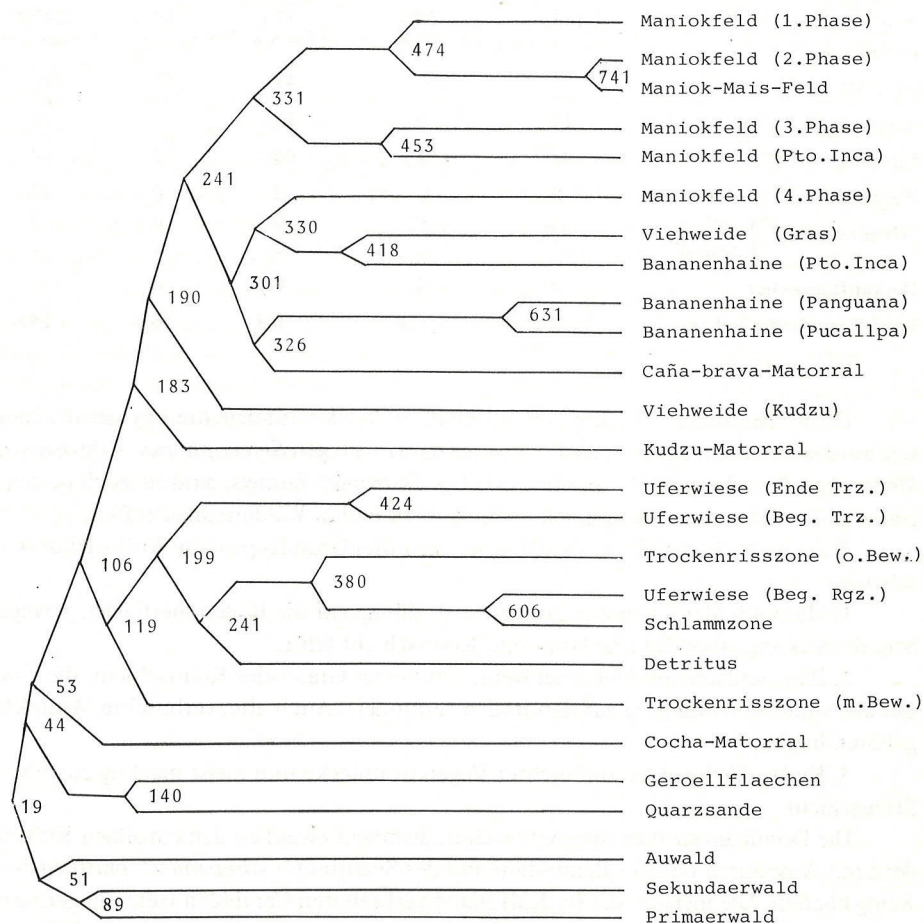 Maniokfeld (1.Phase)
474
Maniokfeld (2.Phase)
741
Maniok-Mais-Feld
331
Maniokfeld (3.Phase)
453
Maniokfeld (Pto.Inca)
241
Maniokfeld (4.Phase)
330
Viehweide (Gras)
418
Bananenhaine (Pto.Inca)
301
190
Bananenhaine (Panguana)
631
Bananenhaine (Pucallpa)
326
Caña-brava-Matorral
183
Viehweide (Kudzu)
Kudzu-Matorral
Uferwiese (Ende Trz.)
424
Uferwiese (Beg. Trz.)
106
199
Trockenrisszone (o.Bew.)
380
Uferwiese (Beg. Rgz.)
606
119
241
Schlammzone
Detritus
53
Trockenrisszone (m.Bew.)
44
Cocha-Matorral
Geroellflaechen
140
19
Quarzsande
Auwald
51
Sekundaerwald
89
Primaerwald